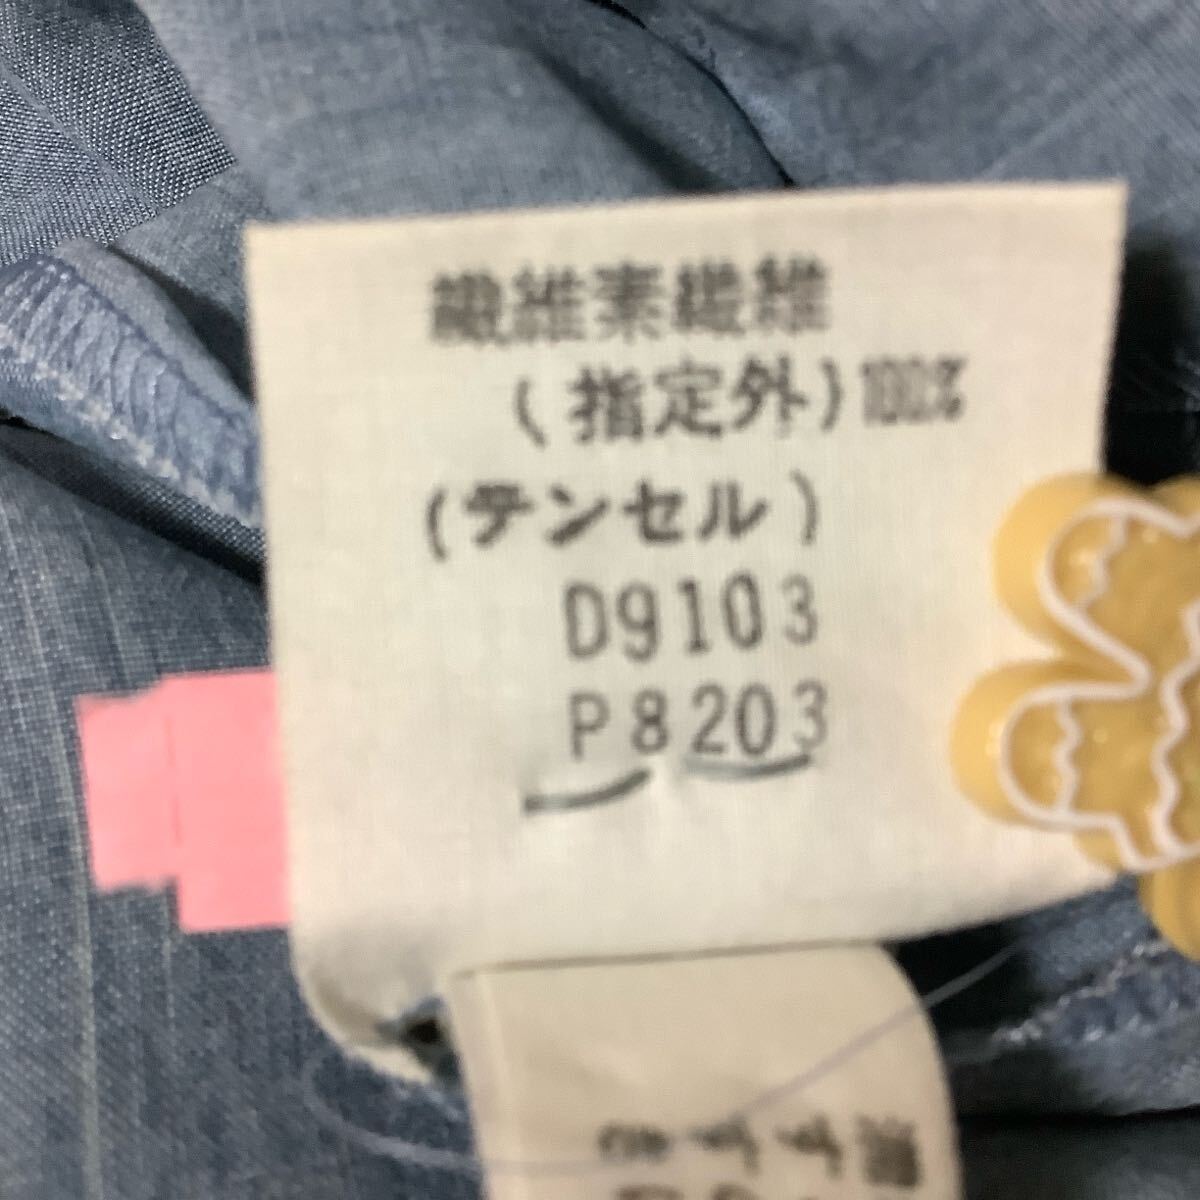 繊維素繊維
(指定外)100%
(テンセル)
D9103
P8203